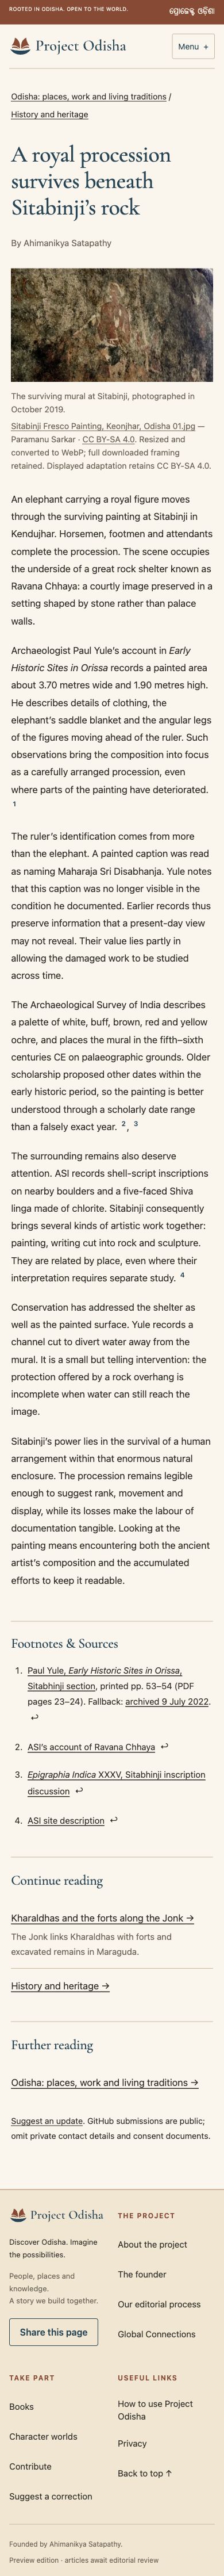 ROOTED IN ODISHA. OPEN TO THE WORLD.
ପ୍ରୋଜେକ୍ଟ ଓଡ଼ିଶା
Project Odisha
Menu +
Odisha: places, work and living traditions /
History and heritage
A royal procession
survives beneath
Sitabinji’s rock
By Ahimanikya Satapathy
The surviving mural at Sitabinji, photographed in
October 2019.
Sitabinji Fresco Painting, Keonjhar, Odisha 01.jpg —
Paramanu Sarkar · CC BY-SA 4.0. Resized and
converted to WebP; full downloaded framing
retained. Displayed adaptation retains CC BY-SA 4.0.
An elephant carrying a royal figure moves
through the surviving painting at Sitabinji in
Kendujhar. Horsemen, footmen and attendants
complete the procession. The scene occupies
the underside of a great rock shelter known as
Ravana Chhaya: a courtly image preserved in a
setting shaped by stone rather than palace
walls.
Archaeologist Paul Yule’s account in Early
Historic Sites in Orissa records a painted area
about 3.70 metres wide and 1.90 metres high.
He describes details of clothing, the
elephant’s saddle blanket and the angular legs
of the figures moving ahead of the ruler. Such
observations bring the composition into focus
as a carefully arranged procession, even
where parts of the painting have deteriorated.
1
The ruler’s identification comes from more
than the elephant. A painted caption was read
as naming Maharaja Sri Disabhanja. Yule notes
that this caption was no longer visible in the
condition he documented. Earlier records thus
preserve information that a present-day view
may not reveal. Their value lies partly in
allowing the damaged work to be studied
across time.
The Archaeological Survey of India describes
a palette of white, buff, brown, red and yellow
ochre, and places the mural in the fifth–sixth
centuries CE on palaeographic grounds. Older
scholarship proposed other dates within the
early historic period, so the painting is better
understood through a scholarly date range
than a falsely exact year. 2, 3
The surrounding remains also deserve
attention. ASI records shell-script inscriptions
on nearby boulders and a five-faced Shiva
linga made of chlorite. Sitabinji consequently
brings several kinds of artistic work together:
painting, writing cut into rock and sculpture.
They are related by place, even where their
interpretation requires separate study. 4
Conservation has addressed the shelter as
well as the painted surface. Yule records a
channel cut to divert water away from the
mural. It is a small but telling intervention: the
protection offered by a rock overhang is
incomplete when water can still reach the
image.
Sitabinji’s power lies in the survival of a human
arrangement within that enormous natural
enclosure. The procession remains legible
enough to suggest rank, movement and
display, while its losses make the labour of
documentation tangible. Looking at the
painting means encountering both the ancient
artist’s composition and the accumulated
efforts to keep it readable.
Footnotes & Sources
1. Paul Yule, Early Historic Sites in Orissa,
Sitabhinji section, printed pp. 53–54 (PDF
pages 23–24). Fallback: archived 9 July 2022.
↩
2. ASI’s account of Ravana Chhaya ↩
3. Epigraphia Indica XXXV, Sitabhinji inscription
discussion ↩
4. ASI site description ↩
Continue reading
Kharaldhas and the forts along the Jonk →
The Jonk links Kharaldhas with forts and
excavated remains in Maraguda.
History and heritage →
Further reading
Odisha: places, work and living traditions →
Suggest an update. GitHub submissions are public;
omit private contact details and consent documents.
Project Odisha
Discover Odisha. Imagine
the possibilities.
People, places and
knowledge.
A story we build together.
Share this page
THE PROJECT
About the project
The founder
Our editorial process
Global Connections
TAKE PART
Books
Character worlds
Contribute
Suggest a correction
USEFUL LINKS
How to use Project
Odisha
Privacy
Back to top ↑
Founded by Ahimanikya Satapathy.
Preview edition · articles await editorial review